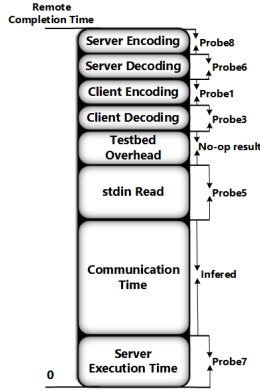 Remote
Completion Time
Server Encoding
Probe8
Server Decoding
Probe6
Client Encoding
Probe1
Client Decoding
Probe3
Testbed
Overhead
No-op result
stdin Read
Probe5
Communication
Time
Infered
Server
Execution Time
Probe7
0